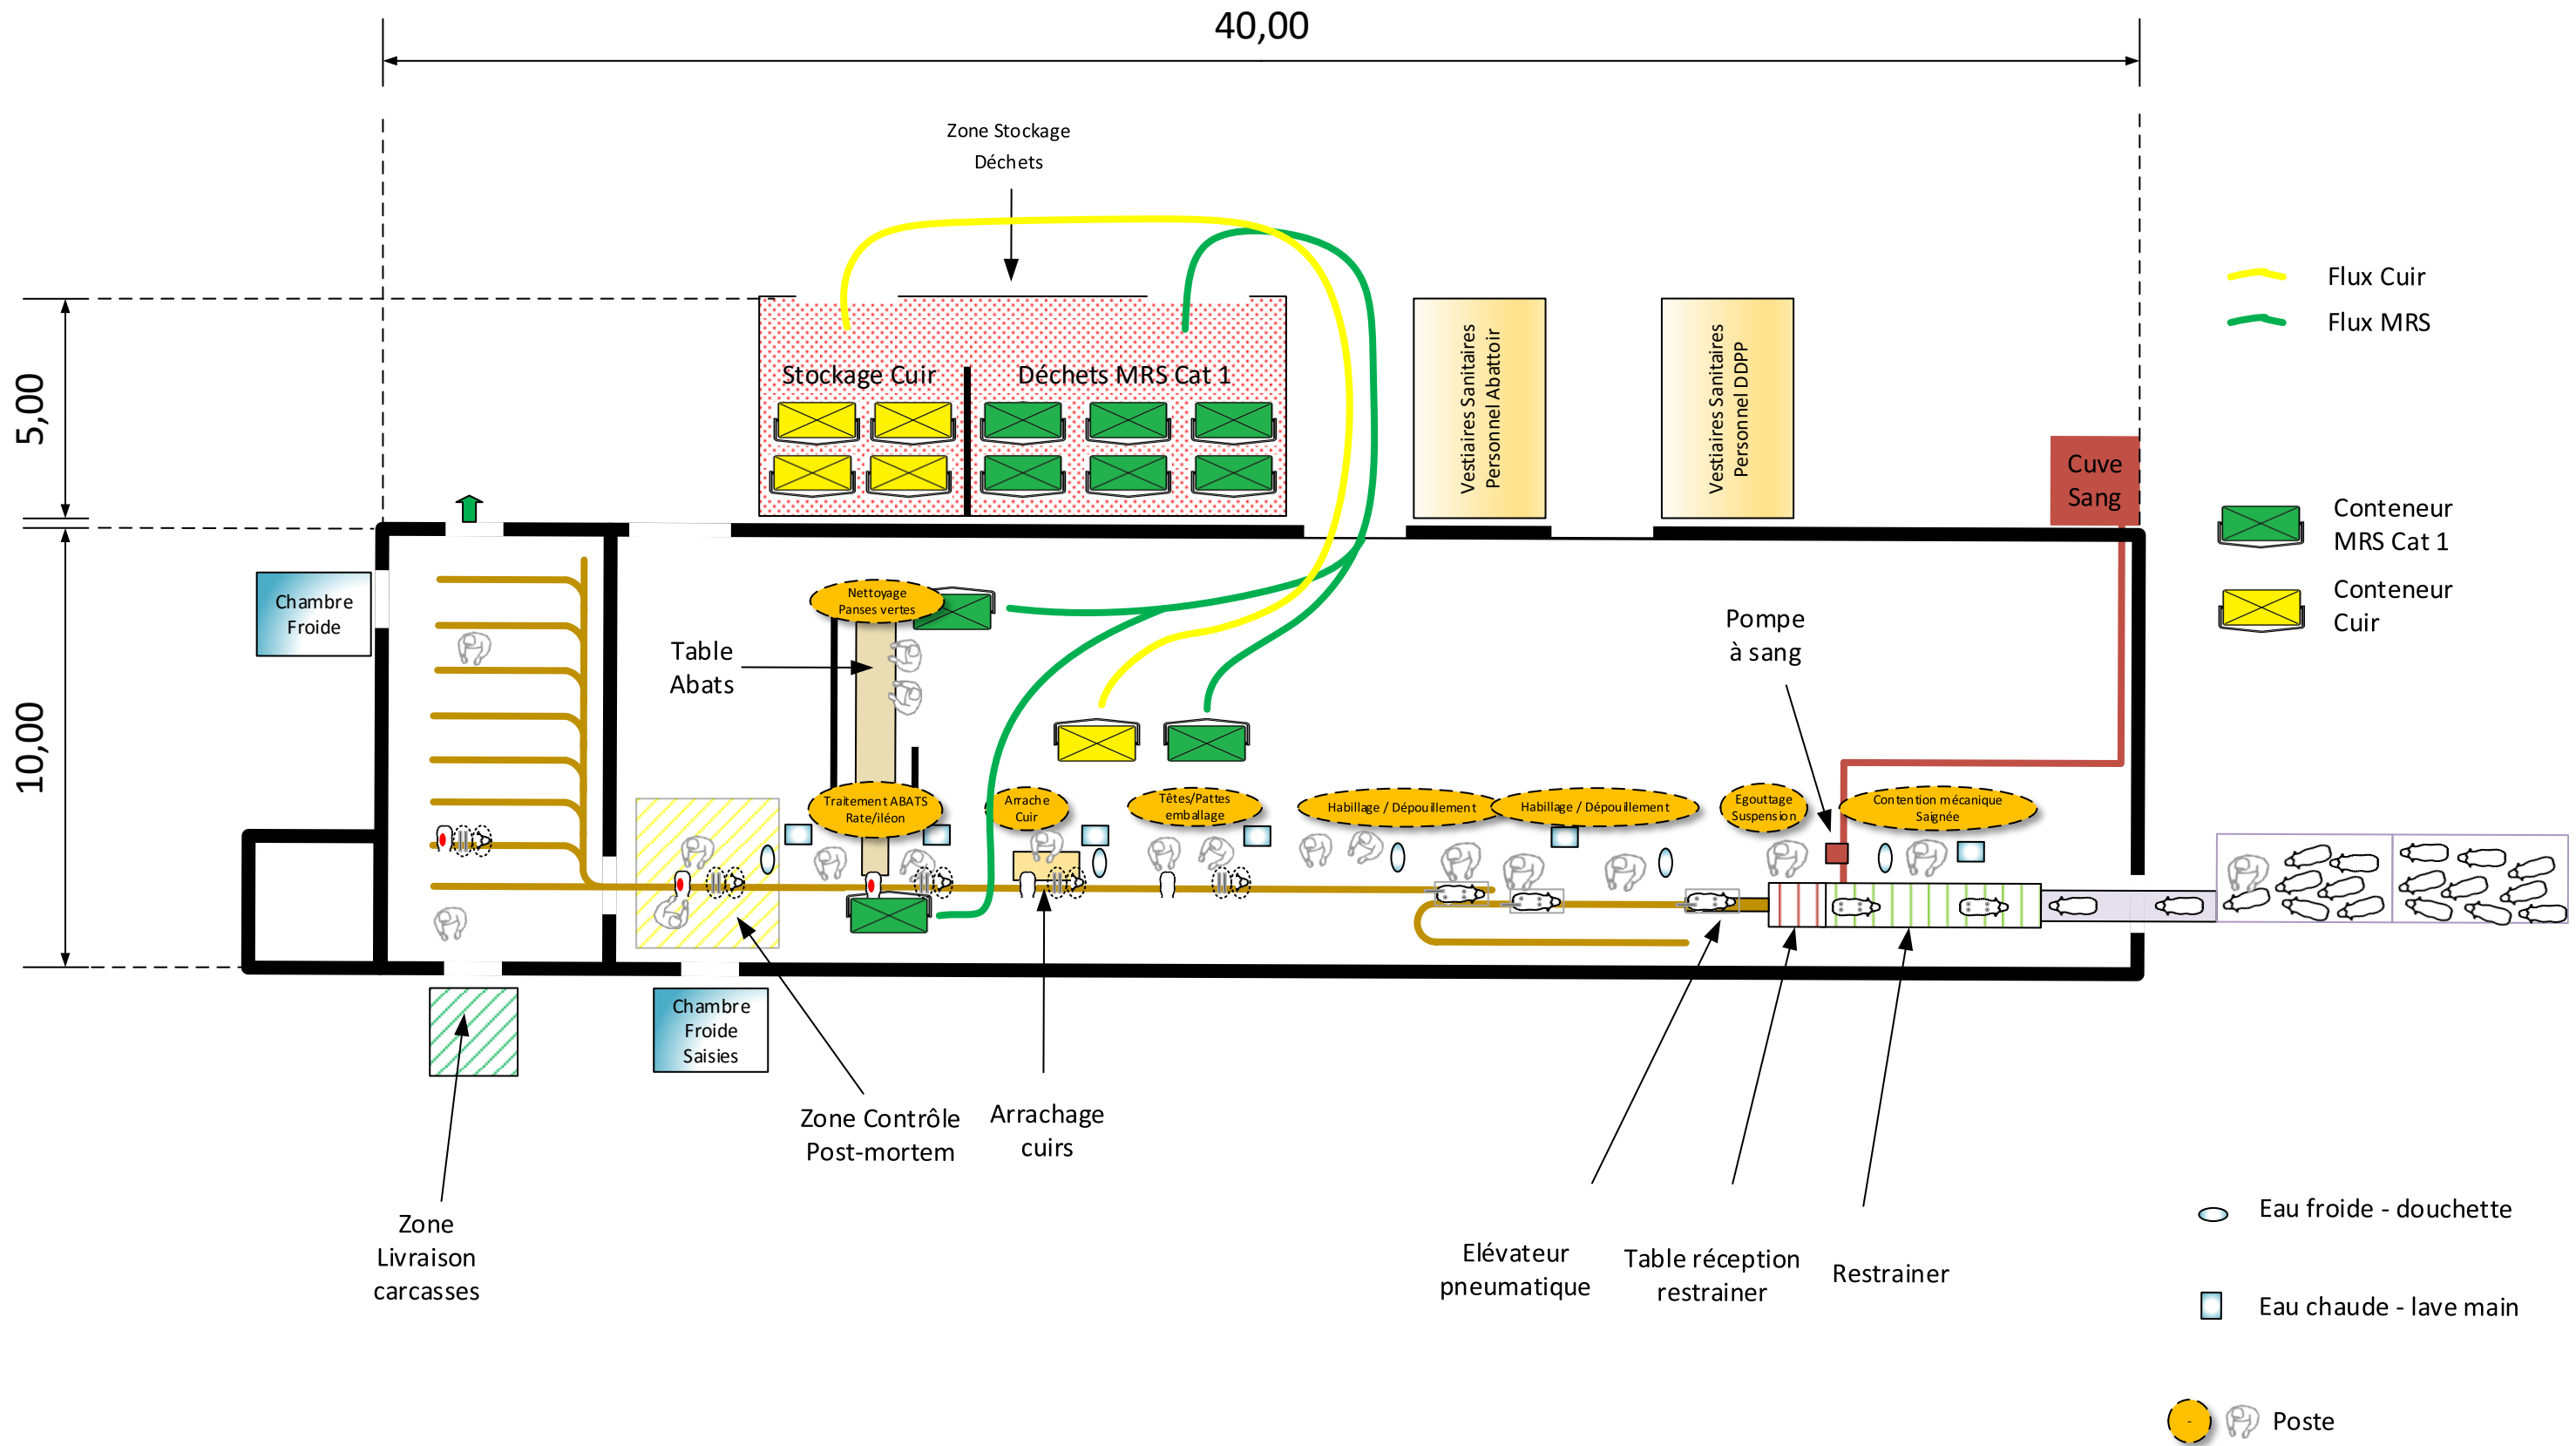 40,00
Zone Stockage
Déchets
Flux Cuir
Flux MRS
5,00
Stockage Cuir
Déchets MRS Cat 1
Vestiaires Sanitaires
Personnel Abattoir
Vestiaires Sanitaires
Personnel DDPP
Cuve
Sang
Conteneur
MRS Cat 1
Conteneur
Cuir
Chambre
Froide
Nettoyage
Panses vertes
Table
Abats
Pompe
à sang
10,00
Traitement ABATS
Rate/iléon
Arrache
Cuir
Têtes/Pattes
emballage
Habillage / Dépouillement
Habillage / Dépouillement
Egouttage
Suspension
Contention mécanique
Saignée
Chambre
Froide
Saisies
Zone Contrôle
Post-mortem
Arrachage
cuirs
Zone
Livraison
carcasses
Elévateur
pneumatique
Table réception
restrainer
Restrainer
Eau froide - douchette
Eau chaude - lave main
-
Poste